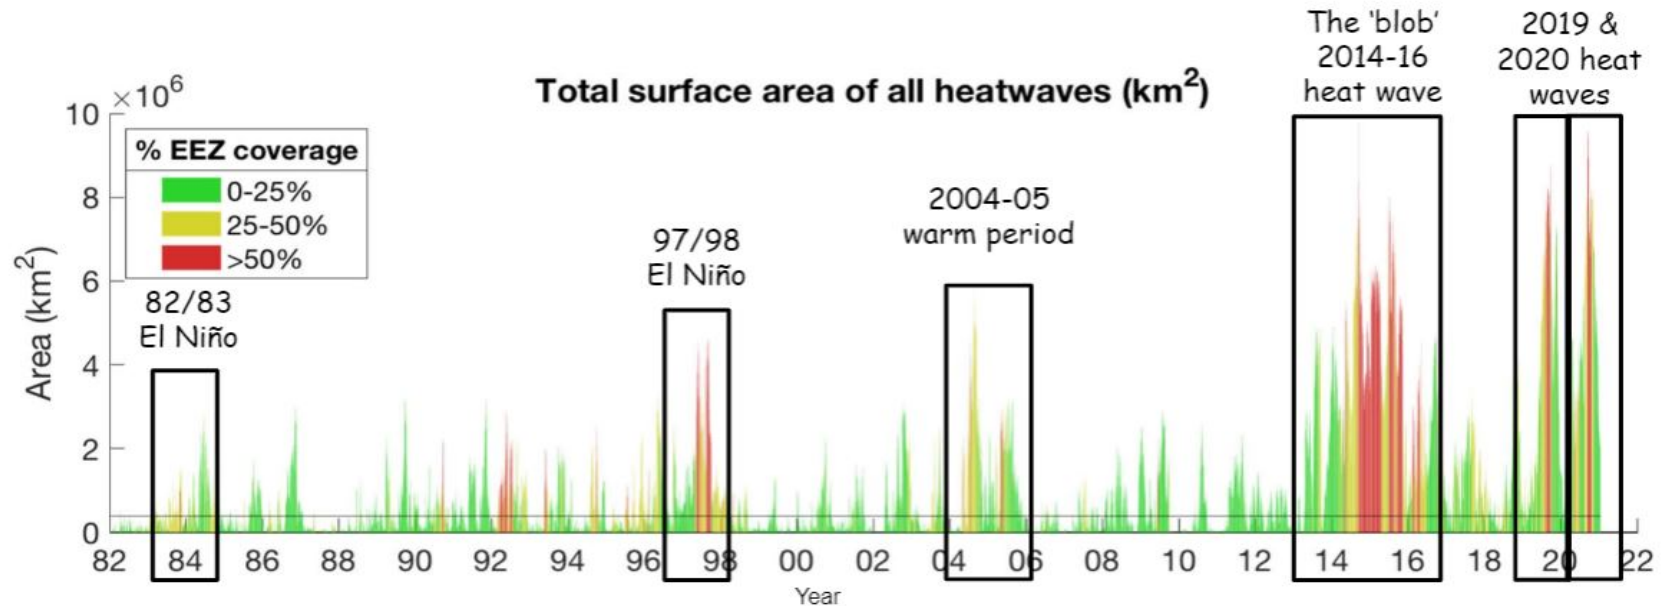 The ‘blob’
2014-16
heat wave
2019 &
2020 heat
waves
Total surface area of all heatwaves (km²)
×10⁶
10
8
6
4
2
0
Area (km²)
% EEZ coverage
0-25%
25-50%
>50%
82/83
El Niño
97/98
El Niño
2004-05
warm period
82 84 86 88 90 92 94 96 98 00 02 04 06 08 10 12 14 16 18 20 22
Year